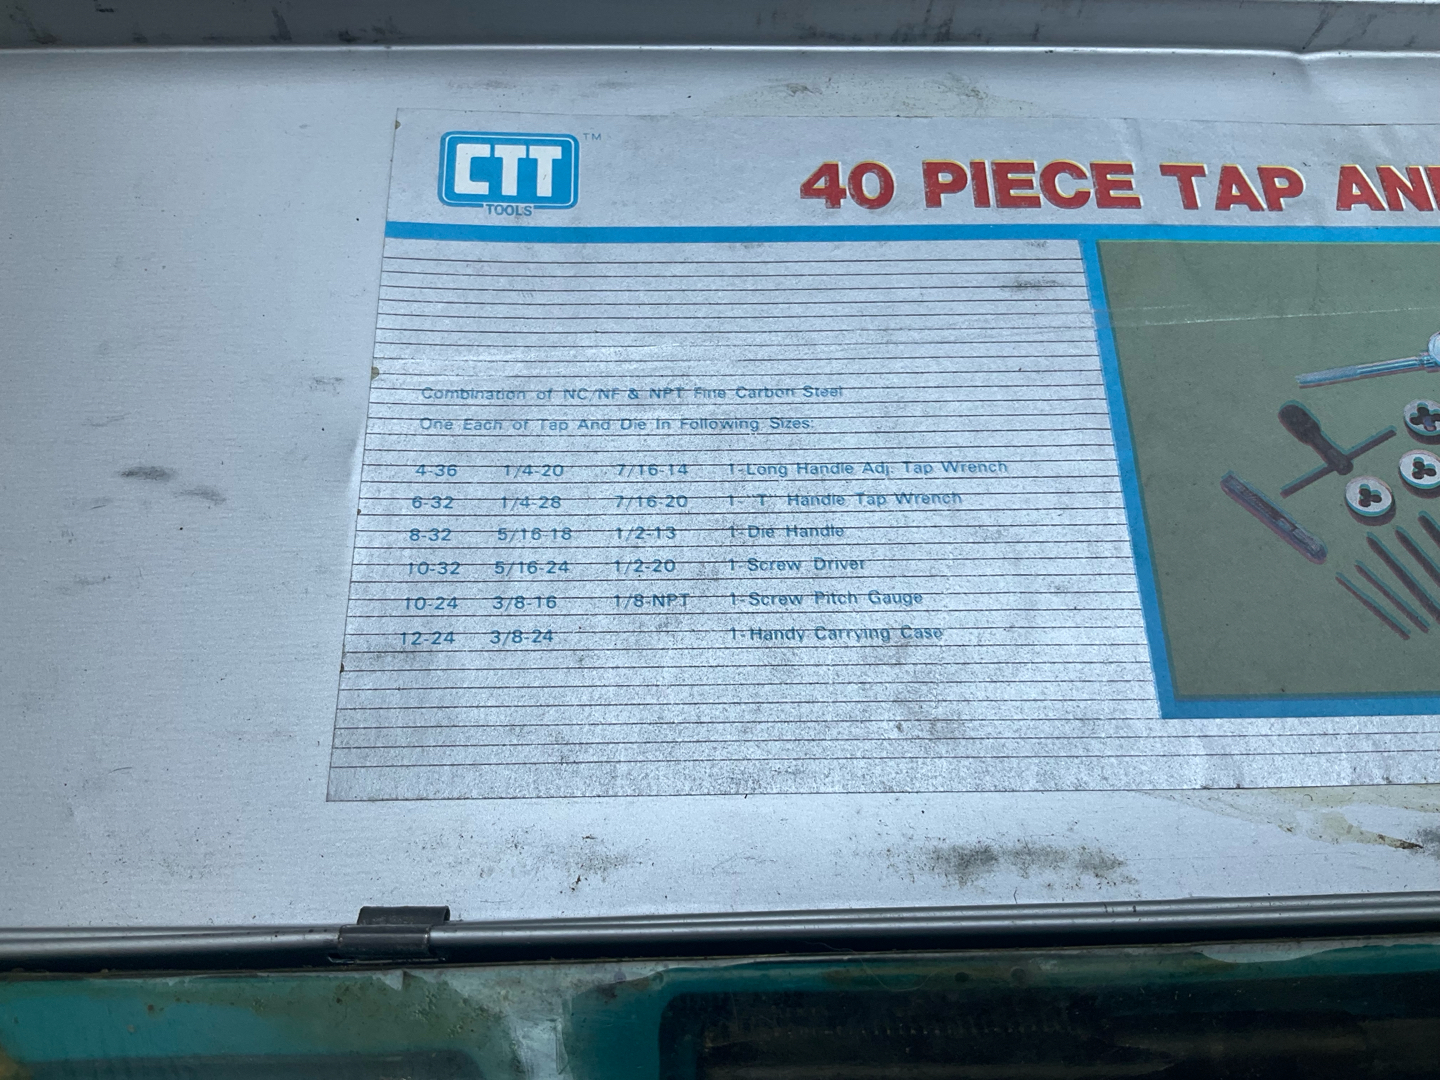 CTT TM
TOOLS
40 PIECE TAP AN
Combination of NC/NF & NPT Fine Carbon Steel
One Each of Tap And Die In Following Sizes:
4-36 1/4-20 7/16-14 1-Long Handle Adj. Tap Wrench
6-32 1/4-28 7/16-20 1-"T" Handle Tap Wrench
8-32 5/16-18 1/2-13 1-Die Handle
10-32 5/16-24 1/2-20 1-Screw Driver
10-24 3/8-16 1/8-NPT 1-Screw Pitch Gauge
12-24 3/8-24 1-Handy Carrying Case